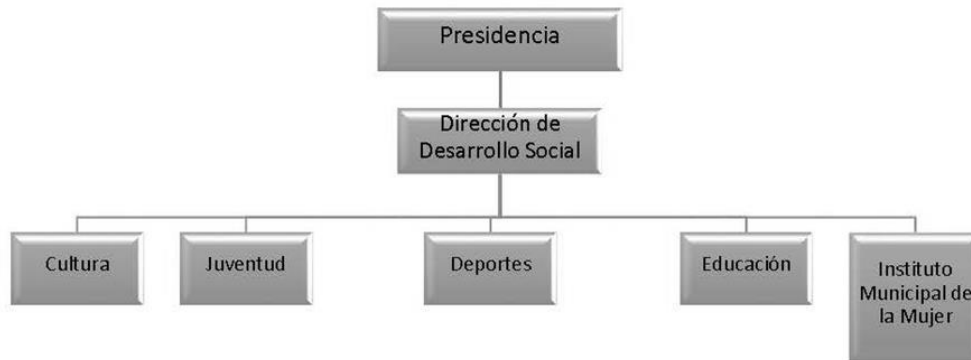 Presidencia
Dirección de
Desarrollo Social
Cultura
Juventud
Deportes
Educación
Instituto
Municipal de
la Mujer